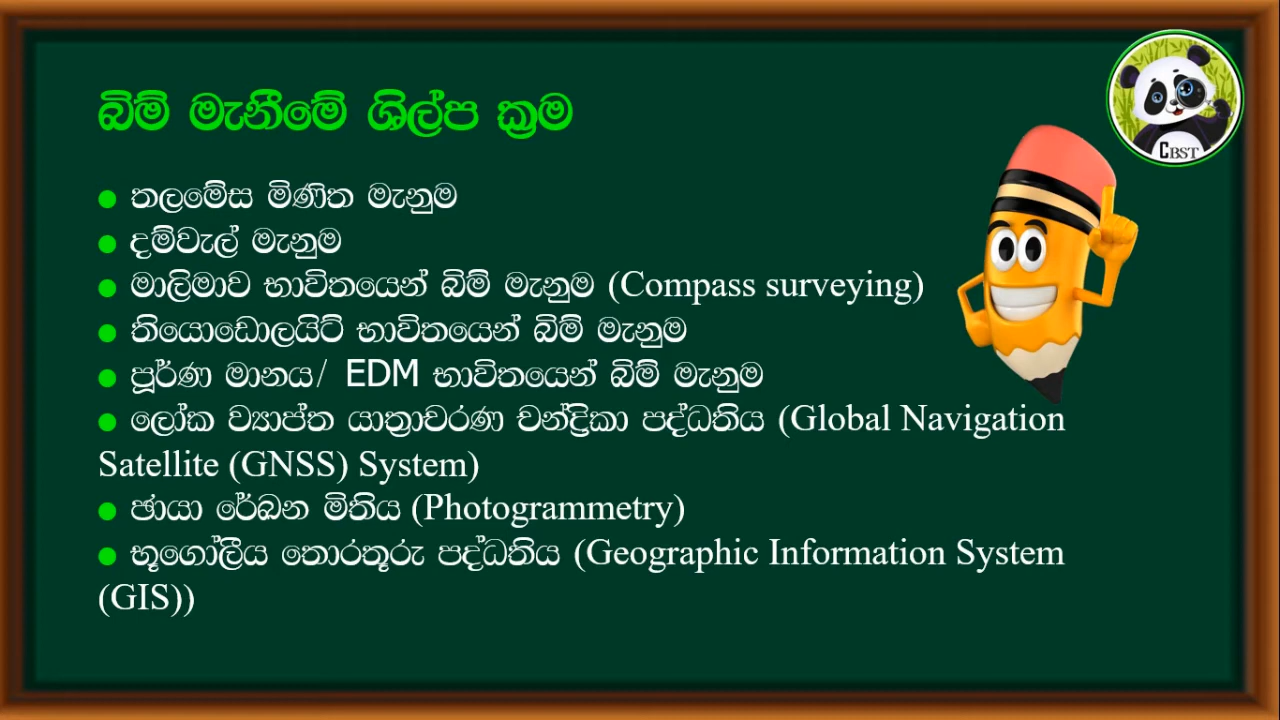 බිම් මැනීමේ ශිල්ප ක්‍රම
CBST
● තලමේස මිණිත මැනුම
● දම්වැල් මැනුම
● මාලිමාව භාවිතයෙන් බිම් මැනුම (Compass surveying)
● තියොඩොලයිට් භාවිතයෙන් බිම් මැනුම
● පූර්ණ මානය/ EDM භාවිතයෙන් බිම් මැනුම
● ලෝක ව්‍යාප්ත යාත්‍රාචරණ චන්ද්‍රිකා පද්ධතිය (Global Navigation
Satellite (GNSS) System)
● ඡායා රේඛන මිතිය (Photogrammetry)
● භූගෝලීය තොරතූරු පද්ධතිය (Geographic Information System
(GIS))